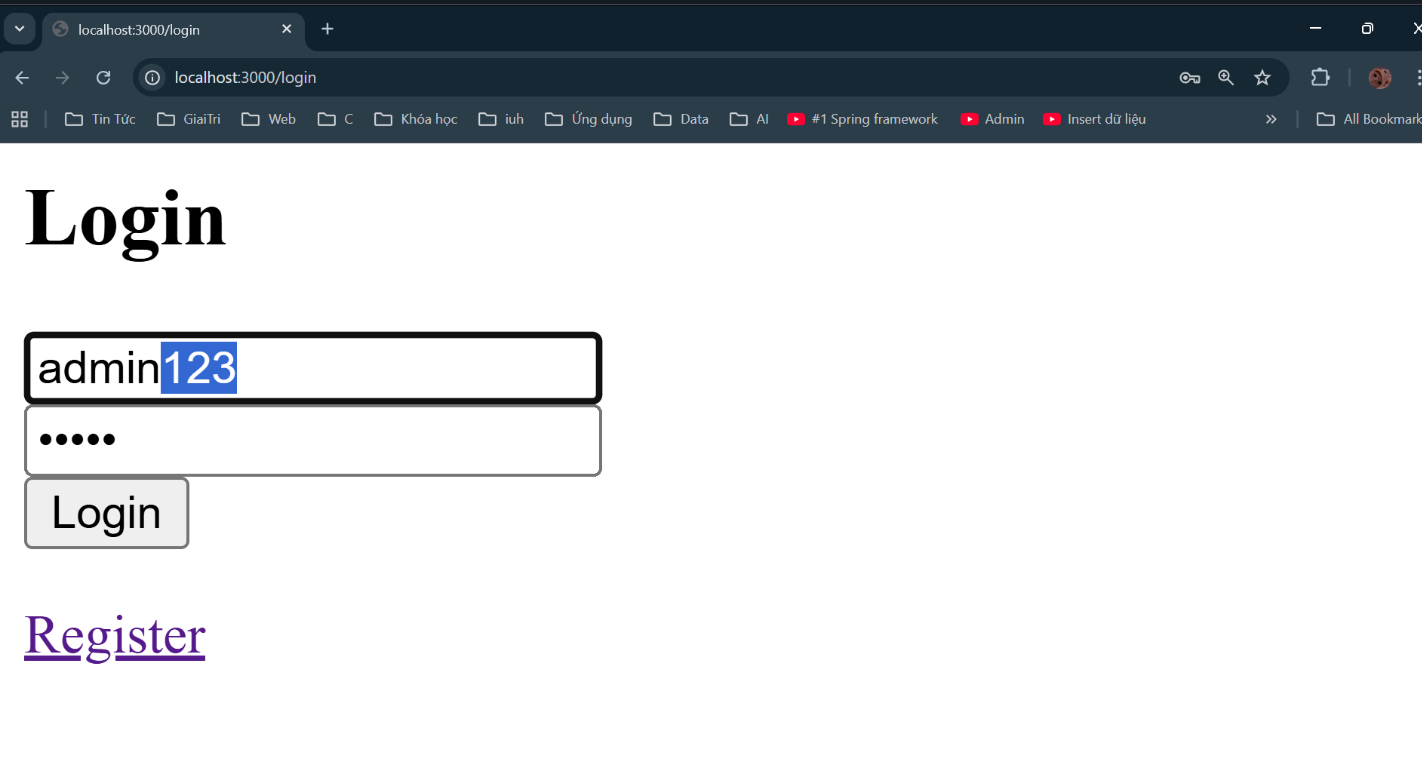 localhost:3000/login
localhost:3000/login
Tin Tức GiaiTri Web C Khóa học iuh Ứng dụng Data AI #1 Spring framework Admin Insert dữ liệu All Bookmark
Login
admin123
•••••
Login
Register